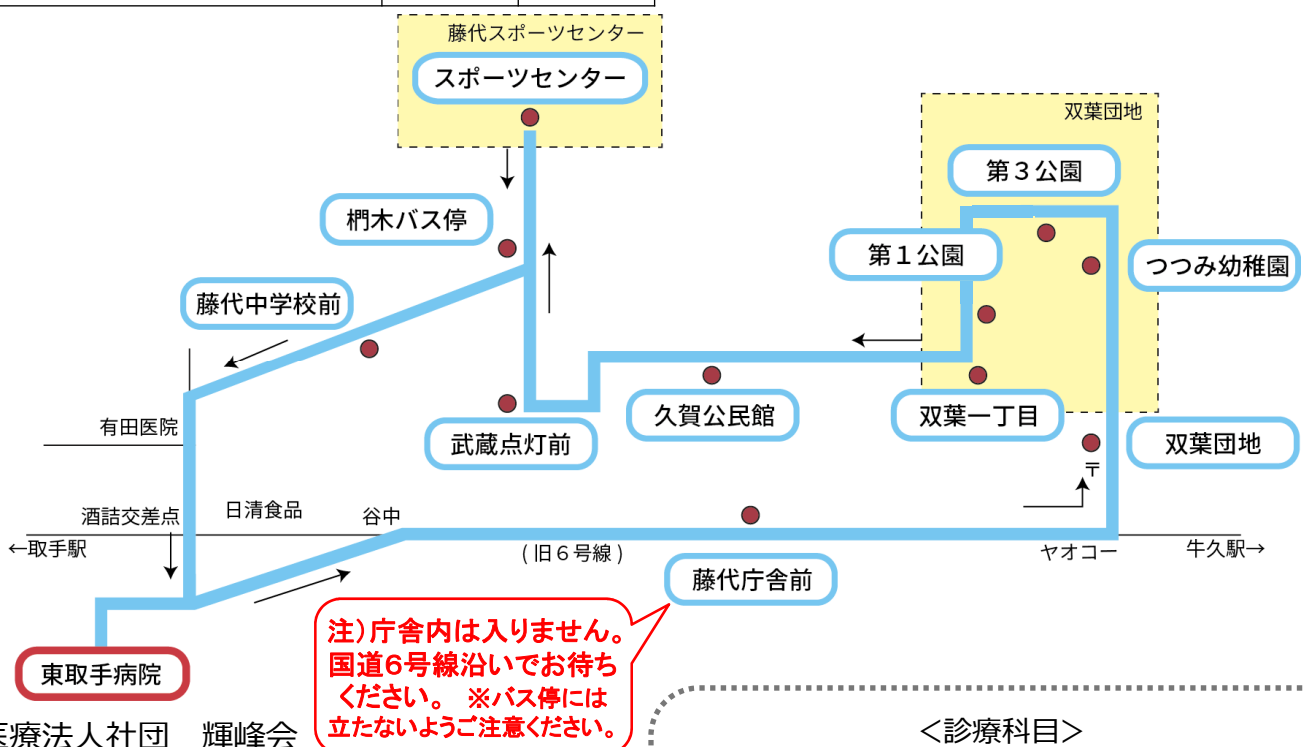 藤代スポーツセンター
スポーツセンター
双葉団地
第３公園
椚木バス停
第１公園
つつみ幼稚園
藤代中学校前
久賀公民館
双葉一丁目
有田医院
武蔵点灯前
双葉団地
〒
酒詰交差点
日清食品
谷中
←取手駅
(旧６号線)
ヤオコー
牛久駅→
藤代庁舎前
注）庁舎内は入りません。
国道6号線沿いでお待ち
ください。　※バス停には
立たないようご注意ください。
東取手病院
医療法人社団　輝峰会
＜診療科目＞